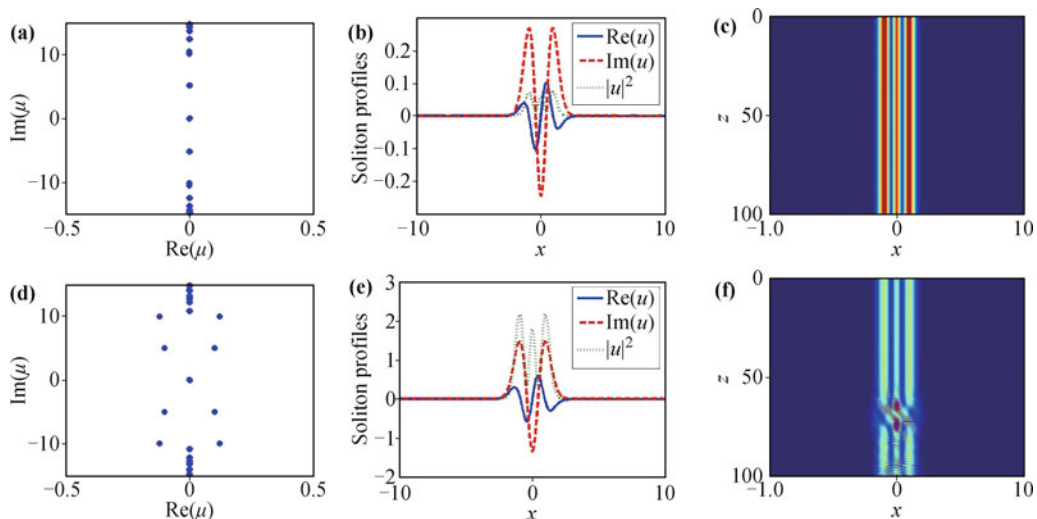 (a)
10
0
−10
Im(μ)
−0.5
0
0.5
Re(μ)
(b)
0.2
0.1
0
0.1
0.2
Soliton profiles
Re(u)
Im(u)
|u|²
−10
0
10
x
(c)
0
50
100
z
−1.0
0
10
x
(d)
10
0
−10
Im(μ)
−0.5
0
0.5
Re(μ)
(e)
3
2
1
0
−1
2
Soliton profiles
Re(u)
Im(u)
|u|²
−10
0
10
x
(f)
0
50
100
z
−1.0
0
10
x